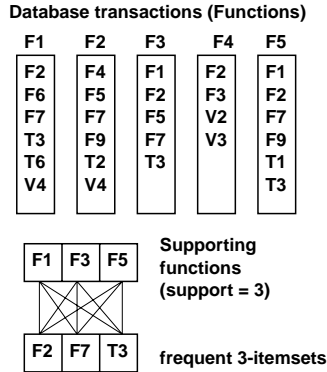 Database transactions (Functions)
F1 F2 F3 F4 F5
F2 F4 F1 F2 F1
F6 F5 F2 F3 F2
F7 F7 F5 V2 F7
T3 F9 F7 V3 F9
T6 T2 T3 T1
V4 V4 T3
F1 F3 F5
Supporting
functions
(support = 3)
F2 F7 T3
frequent 3-itemsets